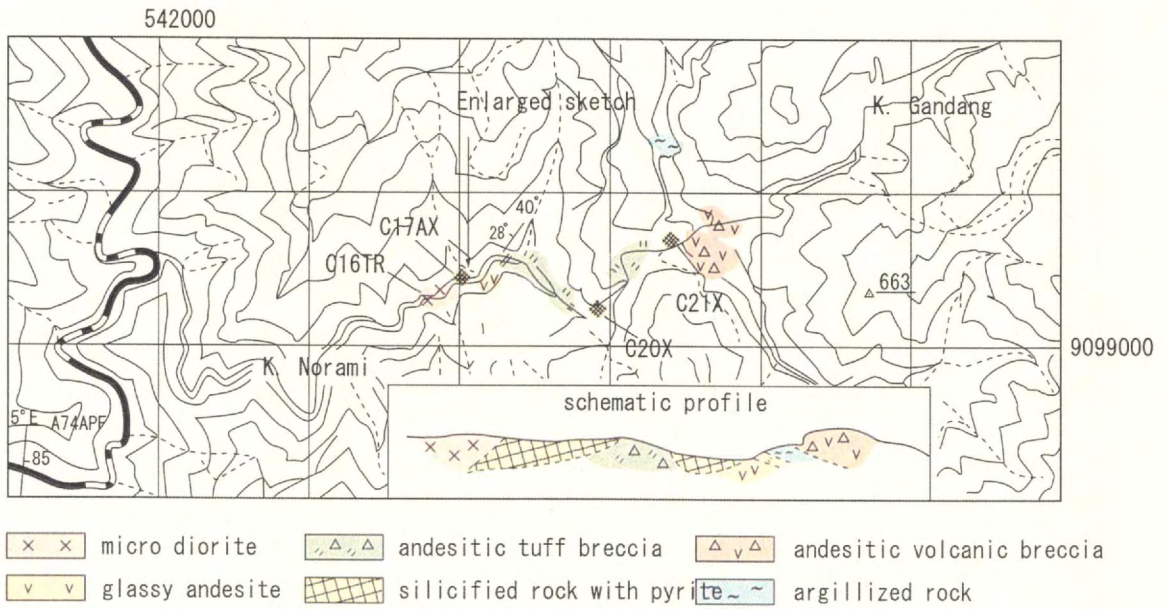 542000
Enlarged sketch
K. Gandang
40°
C17AX
28°
C16TR
663
C21X
C20X
9099000
K. Norami
schematic profile
5°E A74APF
-85
micro diorite
andesitic tuff breccia
andesitic volcanic breccia
glassy andesite
silicified rock with pyrite
argillized rock